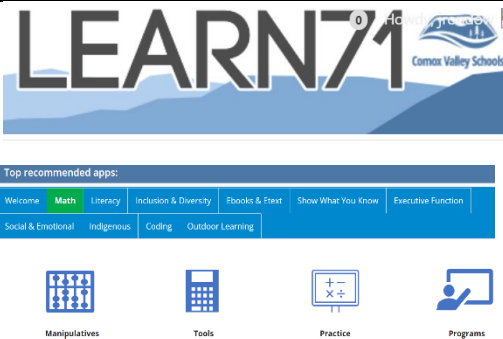 0 Howdy,
LEARN71
Comox Valley Schools
Top recommended apps:
Welcome Math Literacy Inclusion & Diversity Ebooks & Etext Show What You Know Executive Function
Social & Emotional Indigenous Coding Outdoor Learning
+ −
× ÷
Manipulatives Tools Practice Programs